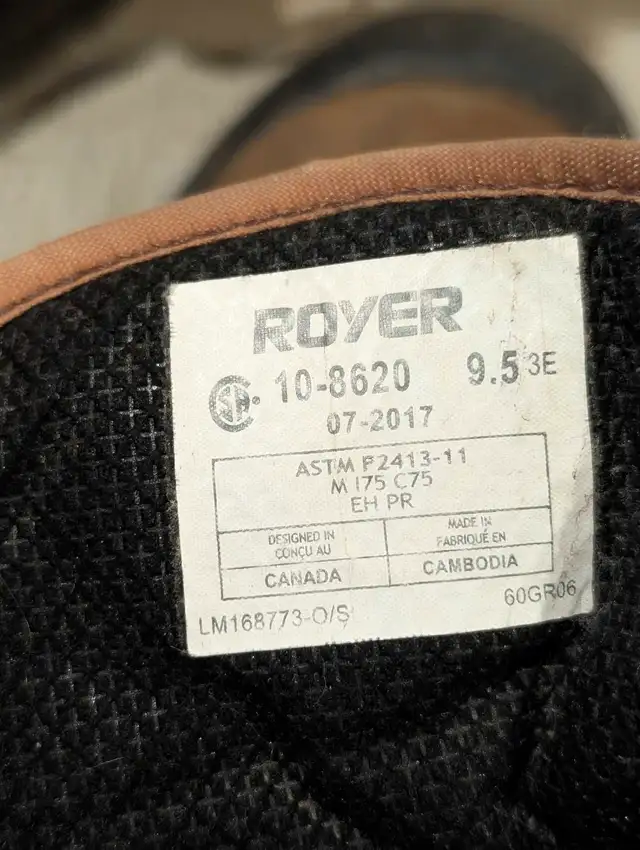 ROYER
CSA 10-8620 9.5 3E
07-2017
ASTM F2413-11
M I75 C75
EH PR
DESIGNED IN
CONÇU AU
MADE IN
FABRIQUÉ EN
CANADA
CAMBODIA
LM168773-O/S
60GR06